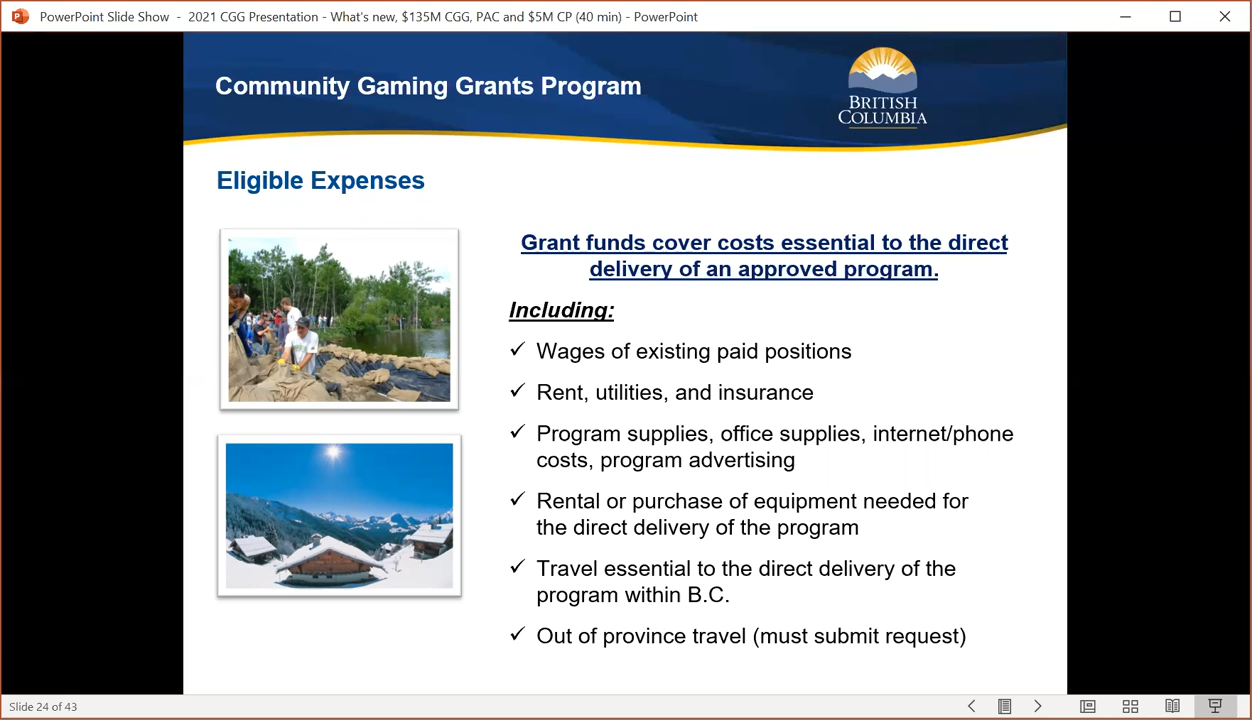 PowerPoint Slide Show - 2021 CGG Presentation - What's new, $135M CGG, PAC and $5M CP (40 min) - PowerPoint
Community Gaming Grants Program
BRITISH
COLUMBIA
Eligible Expenses
Grant funds cover costs essential to the direct
delivery of an approved program.
Including:
✓ Wages of existing paid positions
✓ Rent, utilities, and insurance
✓ Program supplies, office supplies, internet/phone
costs, program advertising
✓ Rental or purchase of equipment needed for
the direct delivery of the program
✓ Travel essential to the direct delivery of the
program within B.C.
✓ Out of province travel (must submit request)
Slide 24 of 43